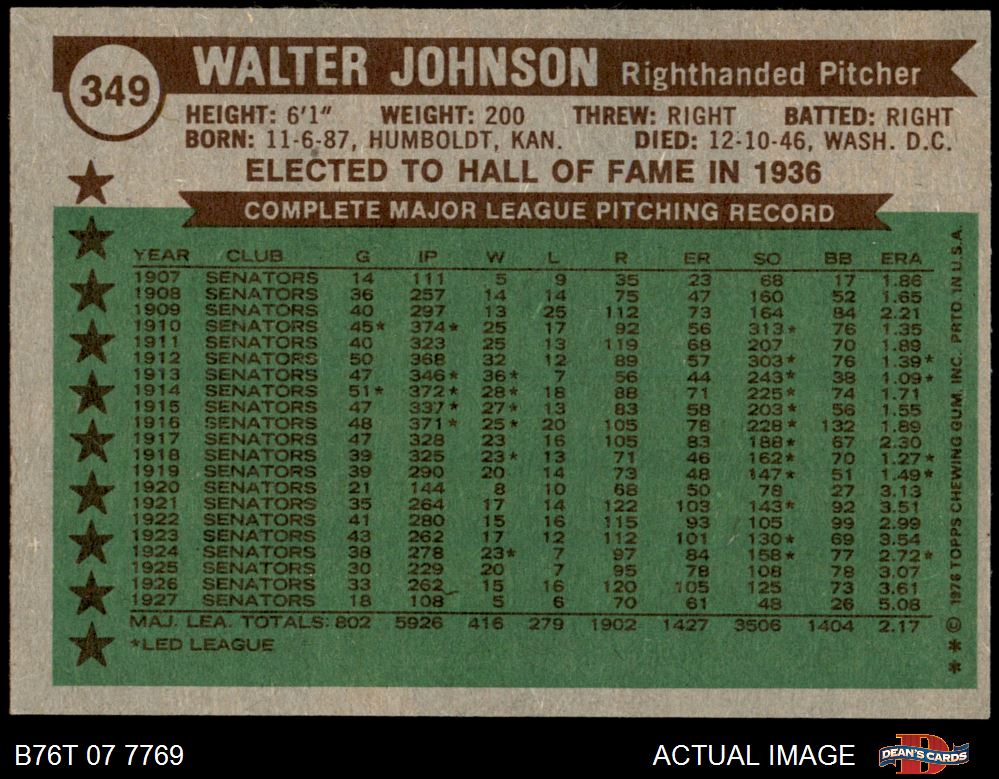 349
WALTER JOHNSON Righthanded Pitcher
HEIGHT: 6'1" WEIGHT: 200 THREW: RIGHT BATTED: RIGHT
BORN: 11-6-87, HUMBOLDT, KAN. DIED: 12-10-46, WASH. D.C.
ELECTED TO HALL OF FAME IN 1936
COMPLETE MAJOR LEAGUE PITCHING RECORD
YEAR CLUB G IP W L R ER SO BB ERA
1907 SENATORS 14 111 5 9 35 23 68 17 1.86
1908 SENATORS 36 257 14 14 75 47 160 52 1.65
1909 SENATORS 40 297 13 25 112 73 164 84 2.21
1910 SENATORS 45* 374* 25 17 92 56 313* 76 1.35
1911 SENATORS 40 323 25 13 119 68 207 70 1.89
1912 SENATORS 50 368 32 12 89 57 303* 76 1.39*
1913 SENATORS 47 346* 36* 7 56 44 243* 38 1.09*
1914 SENATORS 51* 372* 28* 18 88 71 225* 74 1.71
1915 SENATORS 47 337* 27* 13 83 58 203* 56 1.55
1916 SENATORS 48 371* 25* 20 105 78 228* 132 1.89
1917 SENATORS 47 328 23 16 105 83 188* 67 2.30
1918 SENATORS 39 325 23* 13 71 46 162* 70 1.27*
1919 SENATORS 39 290 20 14 73 48 147* 51 1.49*
1920 SENATORS 21 144 8 10 68 50 78 27 3.13
1921 SENATORS 35 264 17 14 122 103 143* 92 3.51
1922 SENATORS 41 280 15 16 115 93 105 99 2.99
1923 SENATORS 43 262 17 12 112 101 130* 69 3.54
1924 SENATORS 38 278 23* 7 97 84 158* 77 2.72*
1925 SENATORS 30 229 20 7 95 78 108 78 3.07
1926 SENATORS 33 262 15 16 120 105 125 73 3.61
1927 SENATORS 18 108 5 6 70 61 48 26 5.08
MAJ. LEA. TOTALS: 802 5926 416 279 1902 1427 3506 1404 2.17
*LED LEAGUE
* * © 1976 TOPPS CHEWING GUM, INC. PRTD. IN U.S.A.
B76T 07 7769 ACTUAL IMAGE
DEAN'S CARDS